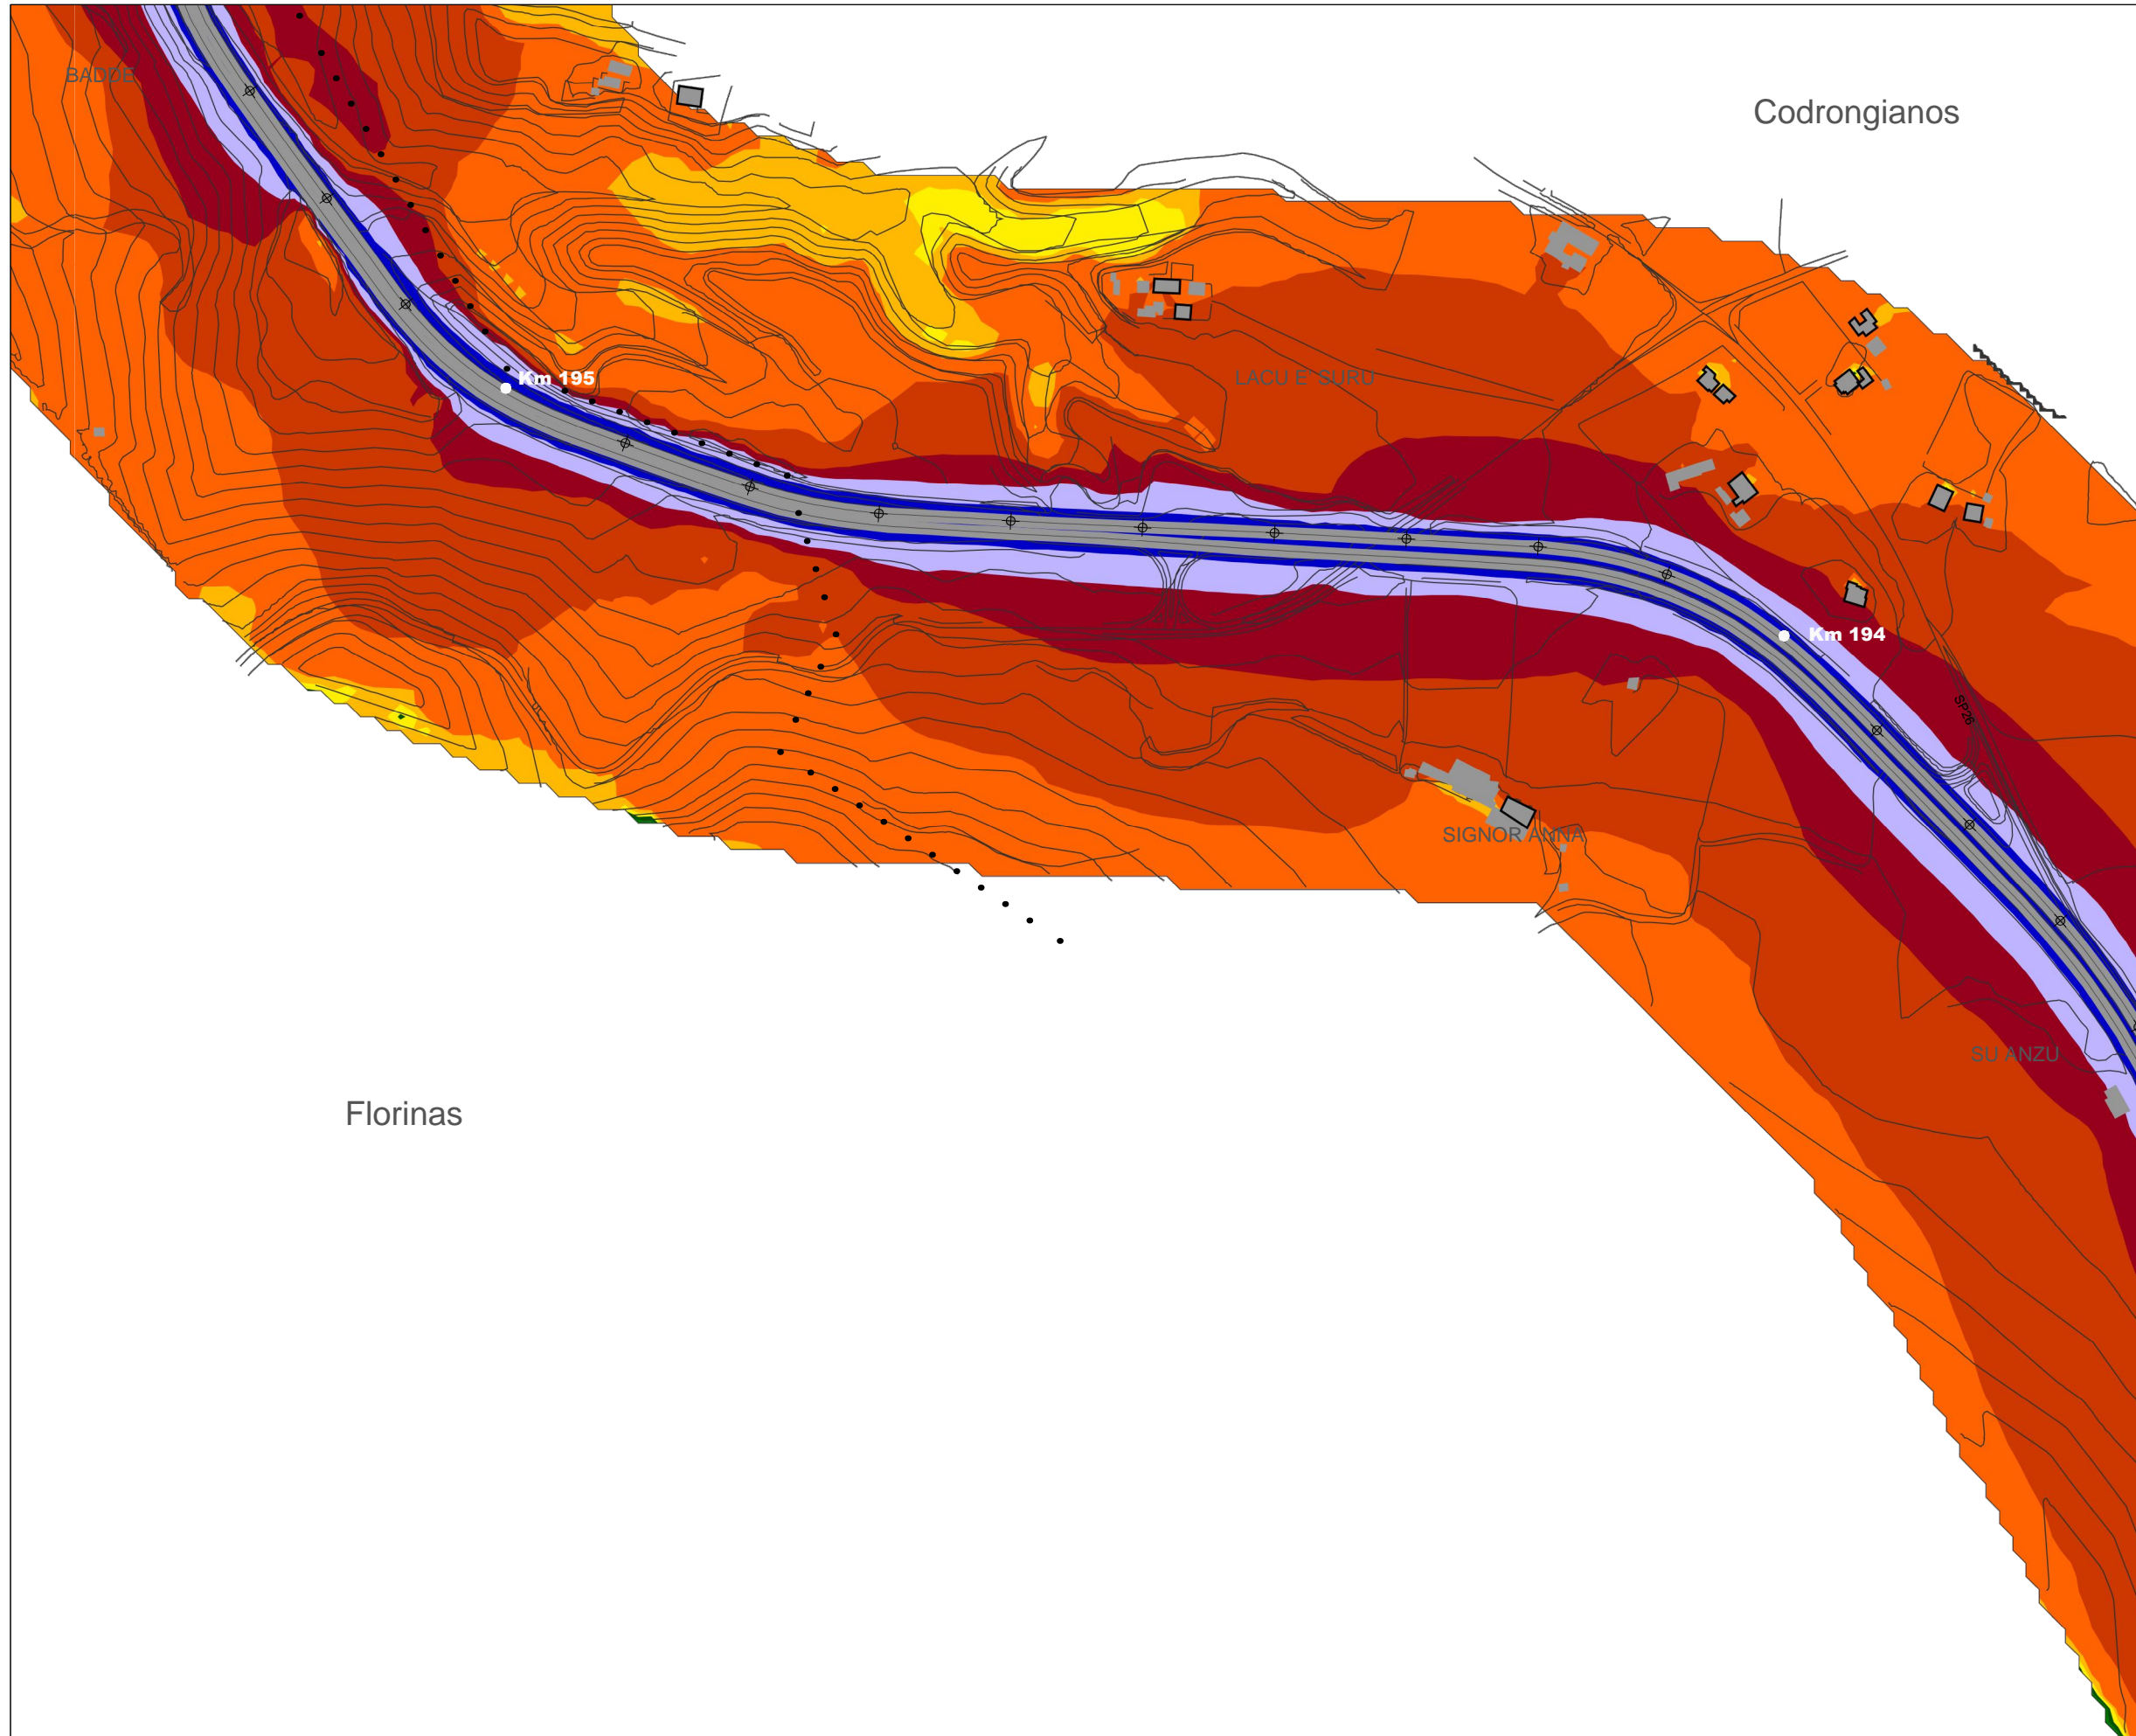 BADDE
Codrongianos
Km 195
LACU E' SURU
Km 194
SP26
SIGNOR ANNA
SU ANZU
Florinas